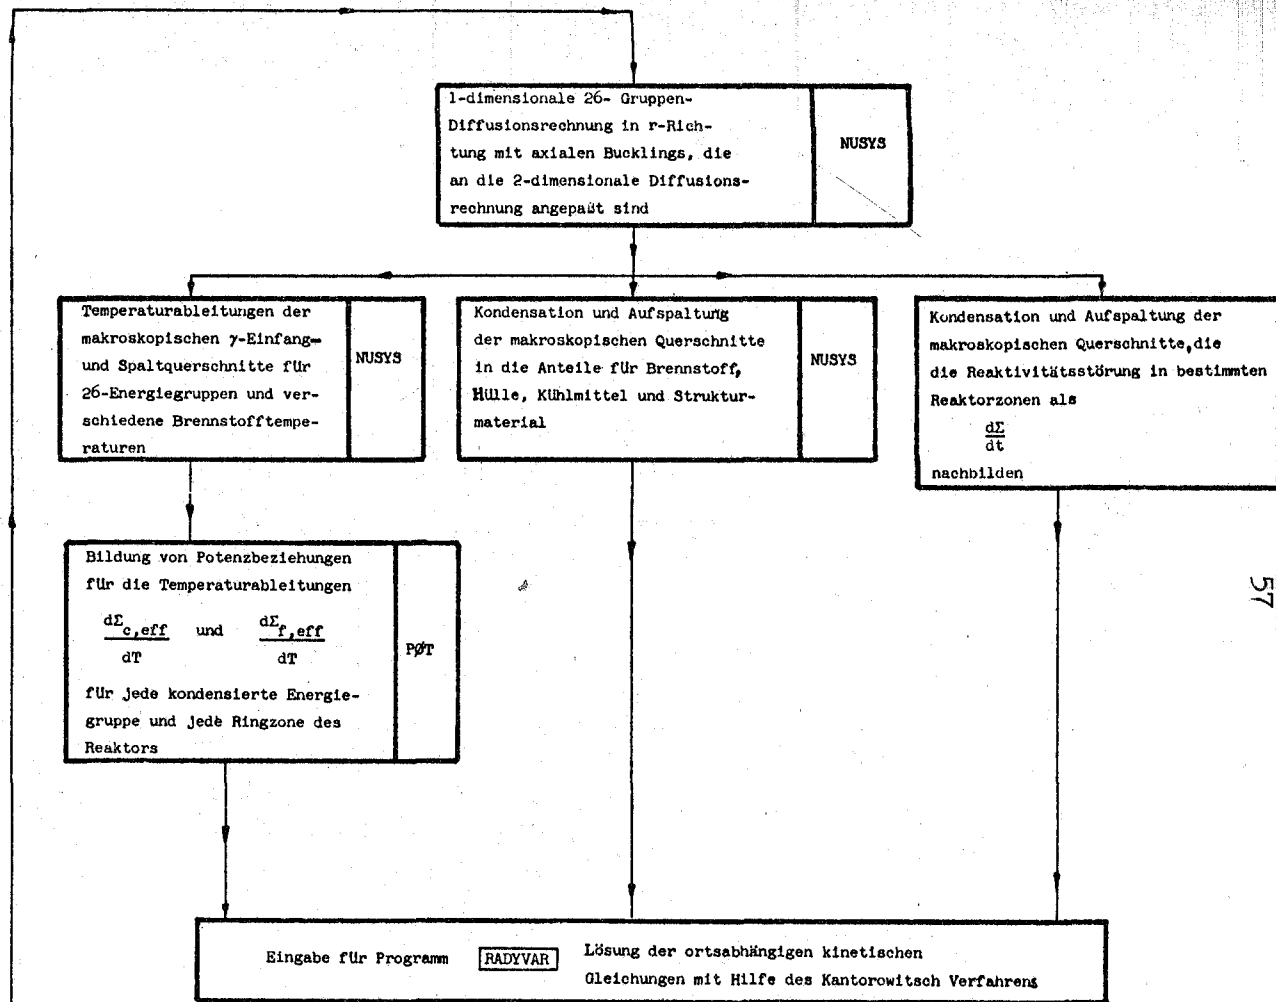 1-dimensionale 26- Gruppen-
Diffusionsrechnung in r-Rich-
tung mit axialen Bucklings, die
an die 2-dimensionale Diffusions-
rechnung angepaßt sind
NUSYS
Temperaturableitungen der
makroskopischen γ-Einfang-
und Spaltquerschnitte für
26-Energiegruppen und ver-
schiedene Brennstofftempe-
raturen
NUSYS
Kondensation und Aufspaltung
der makroskopischen Querschnitte
in die Anteile für Brennstoff,
Hülle, Kühlmittel und Struktur-
material
NUSYS
Kondensation und Aufspaltung der
makroskopischen Querschnitte, die
die Reaktivitätsstörung in bestimmten
Reaktorzonen als
dΣ
dt
nachbilden
Bildung von Potenzbeziehungen
für die Temperaturableitungen
dΣc,eff und dΣf,eff
dT dT
für jede kondensierte Energie-
gruppe und jede Ringzone des
Reaktors
PØT
57
Eingabe für Programm RADYVAR Lösung der ortsabhängigen kinetischen
Gleichungen mit Hilfe des Kantorowitsch Verfahrens